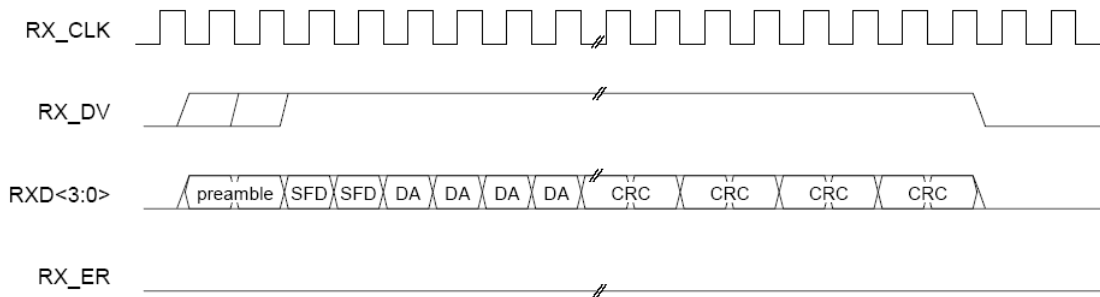 RX_CLK
RX_DV
RXD<3:0> preamble SFD SFD DA DA DA DA CRC CRC CRC CRC
RX_ER